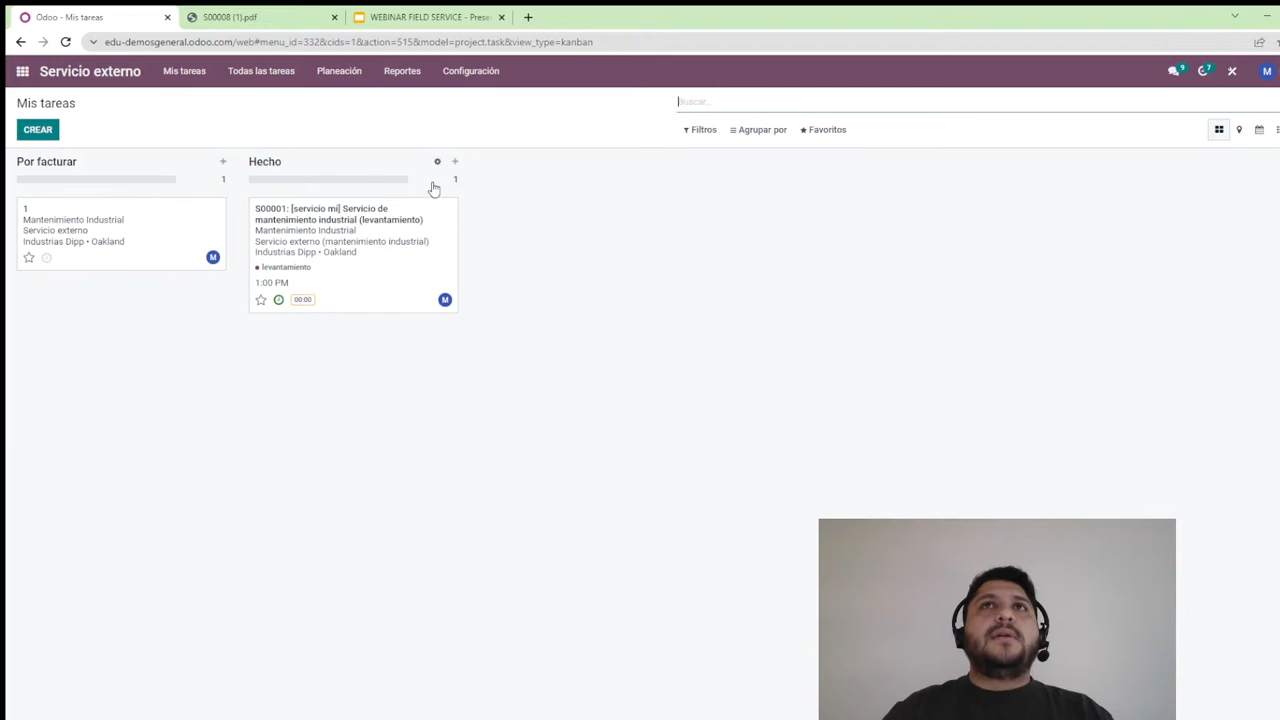 Odoo - Mis tareas
S00008 (1).pdf
WEBINAR FIELD SERVICE - Prese
edu-demosgeneral.odoo.com/web#menu_id=332&cids=1&action=515&model=project.task&view_type=kanban
Servicio externo
Mis tareas
Todas las tareas
Planeación
Reportes
Configuración
9
7
M
Mis tareas
Buscar...
CREAR
Filtros
Agrupar por
Favoritos
Por facturar
1
Hecho
1
1
Mantenimiento Industrial
Servicio externo
Industrias Dipp • Oakland
M
S00001: [servicio mi] Servicio de
mantenimiento industrial (levantamiento)
Mantenimiento Industrial
Servicio externo (mantenimiento industrial)
Industrias Dipp • Oakland
levantamiento
1:00 PM
00:00
M